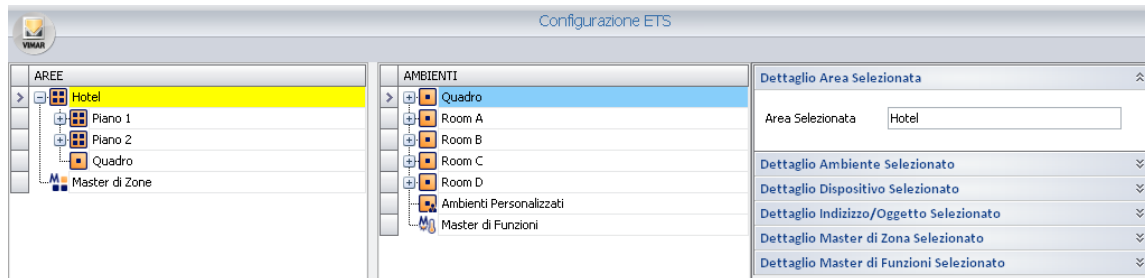 Configurazione ETS
VIMAR
AREE
Hotel
Piano 1
Piano 2
Quadro
Master di Zone
AMBIENTI
Quadro
Room A
Room B
Room C
Room D
Ambienti Personalizzati
Master di Funzioni
Dettaglio Area Selezionata
Area Selezionata Hotel
Dettaglio Ambiente Selezionato
Dettaglio Dispositivo Selezionato
Dettaglio Indizizzo/Oggetto Selezionato
Dettaglio Master di Zona Selezionato
Dettaglio Master di Funzioni Selezionato